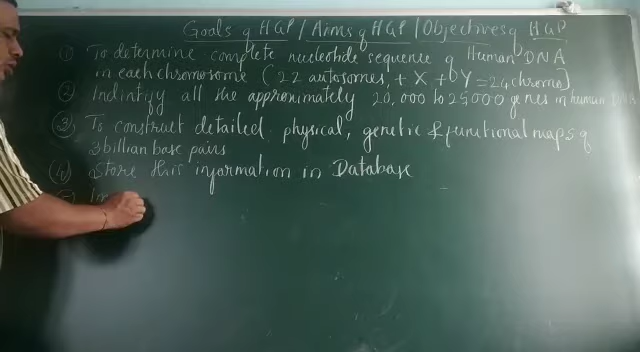 Goals of HGP / Aims of HGP / Objectives of HGP
① To determine complete nucleotide sequence of Human DNA
in each chromosome (22 autosomes, + X + Y = 24 chromo)
② Indintify all the approximately 20,000 to 25000 genes in human DNA
③ To construct detailed physical, genetic & functional maps of
3 billian base pairs
④ Store this information in Database